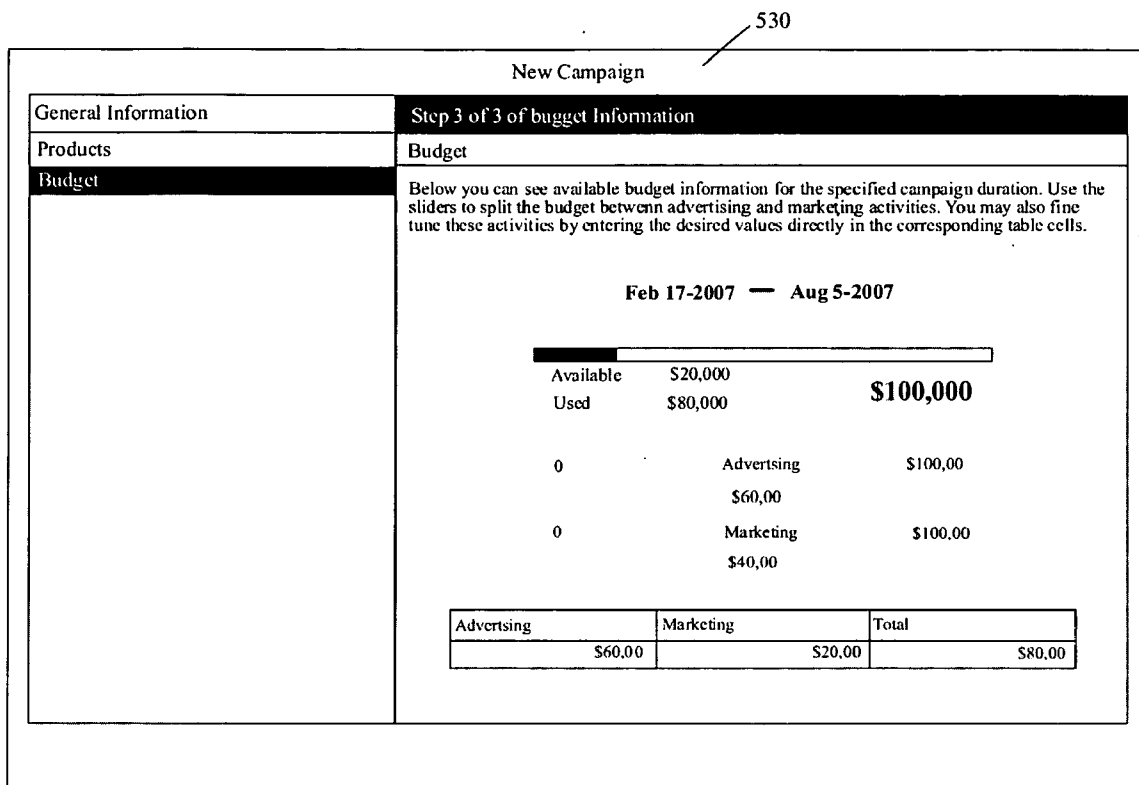 530
New Campaign
General Information
Products
Budget
Step 3 of 3 of bugget Information
Budget
Below you can see available budget information for the specified campaign duration. Use the
sliders to split the budget betwenn advertising and marketing activities. You may also fine
tune these activities by entering the desired values directly in the corresponding table cells.
Feb 17-2007 — Aug 5-2007
Available $20,000
Used $80,000
$100,000
0 Advertsing $100,00
$60,00
0 Marketing $100,00
$40,00
Advertsing Marketing Total
$60,00 $20,00 $80,00